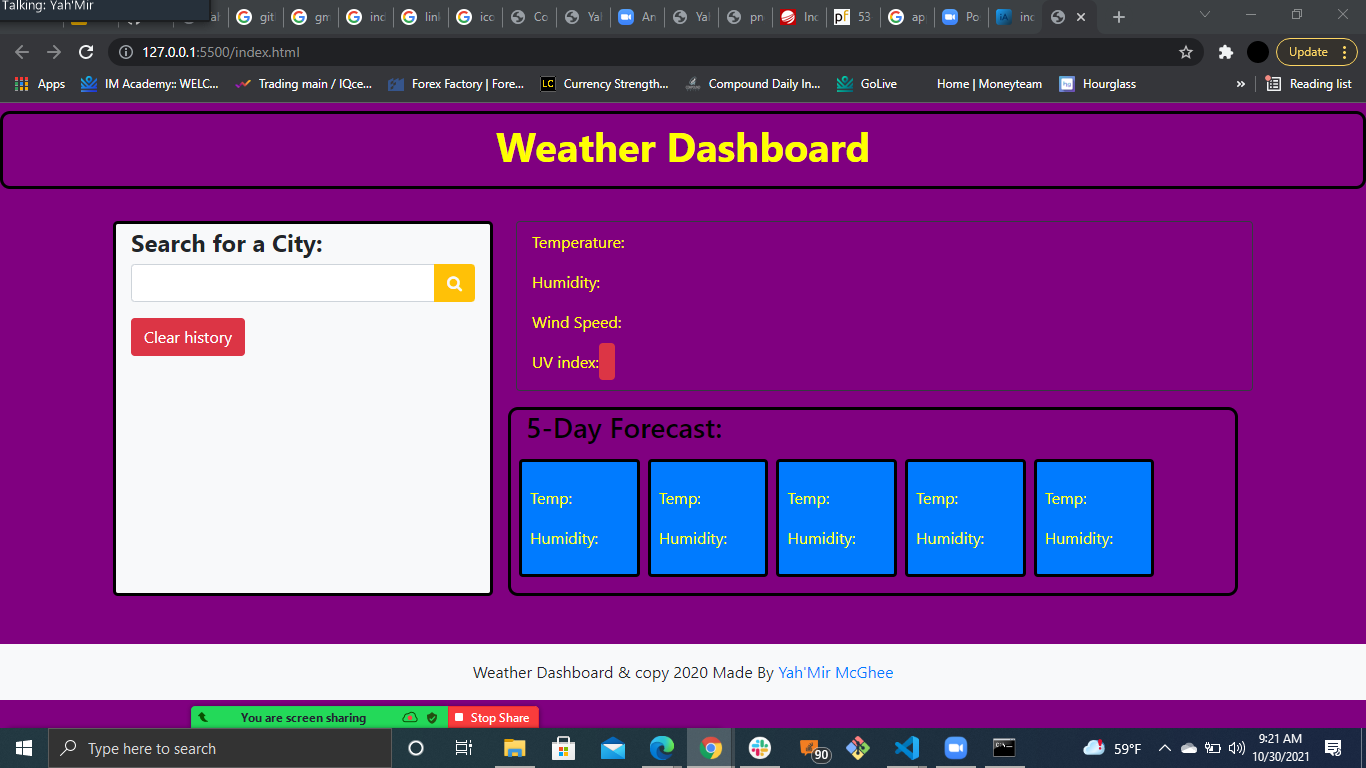 Talking: Yah'Mir
gitl
gm
ind
link
ico
Co
Yal
An
Yal
pn
Inc
53
ap
Po
inc
127.0.0.1:5500/index.html
Update
Apps
IM Academy:: WELC...
Trading main / IQce...
Forex Factory | Fore...
Currency Strength...
Compound Daily In...
GoLive
Home | Moneyteam
Hourglass
»
Reading list
Weather Dashboard
Search for a City:
Clear history
Temperature:
Humidity:
Wind Speed:
UV index:
5-Day Forecast:
Temp: Temp: Temp: Temp: Temp:
Humidity: Humidity: Humidity: Humidity: Humidity:
Weather Dashboard & copy 2020 Made By Yah'Mir McGhee
You are screen sharing
Stop Share
Type here to search
90
59°F
9:21 AM
10/30/2021